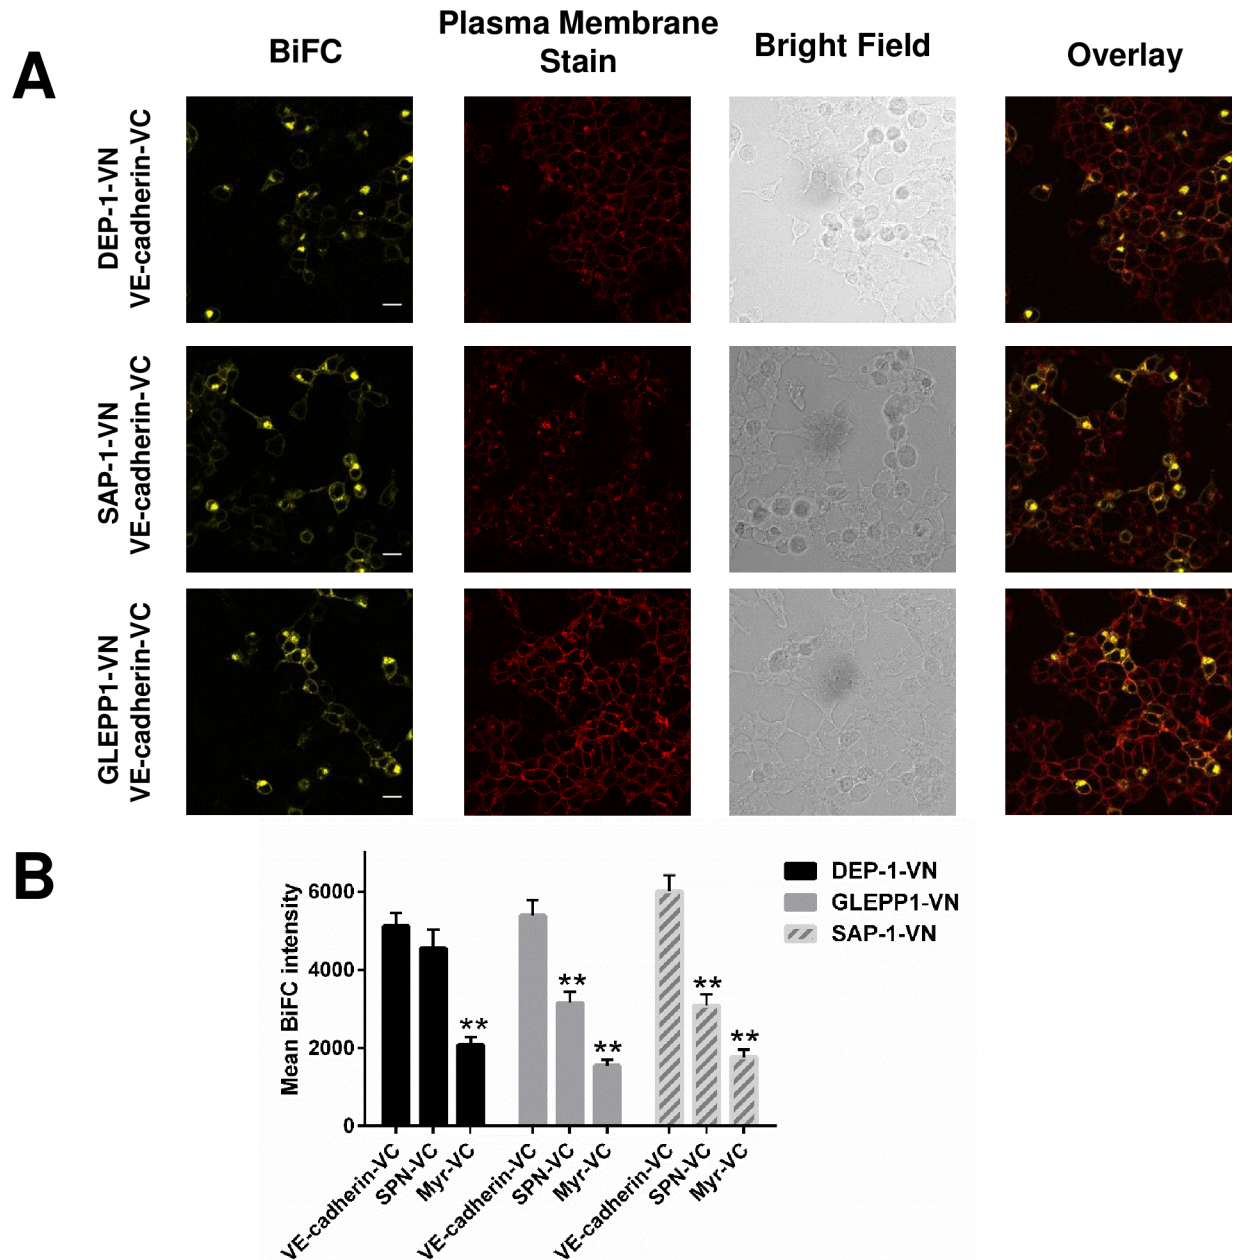 A
BiFC
Plasma Membrane
Stain
Bright Field
Overlay
DEP-1-VN
VE-cadherin-VC
SAP-1-VN
VE-cadherin-VC
GLEPP1-VN
VE-cadherin-VC
B
Mean BiFC intensity
6000
4000
2000
0
**
**
**
**
**
DEP-1-VN
GLEPP1-VN
SAP-1-VN
VE-cadherin-VC
SPN-VC
Myr-VC
VE-cadherin-VC
SPN-VC
Myr-VC
VE-cadherin-VC
SPN-VC
Myr-VC